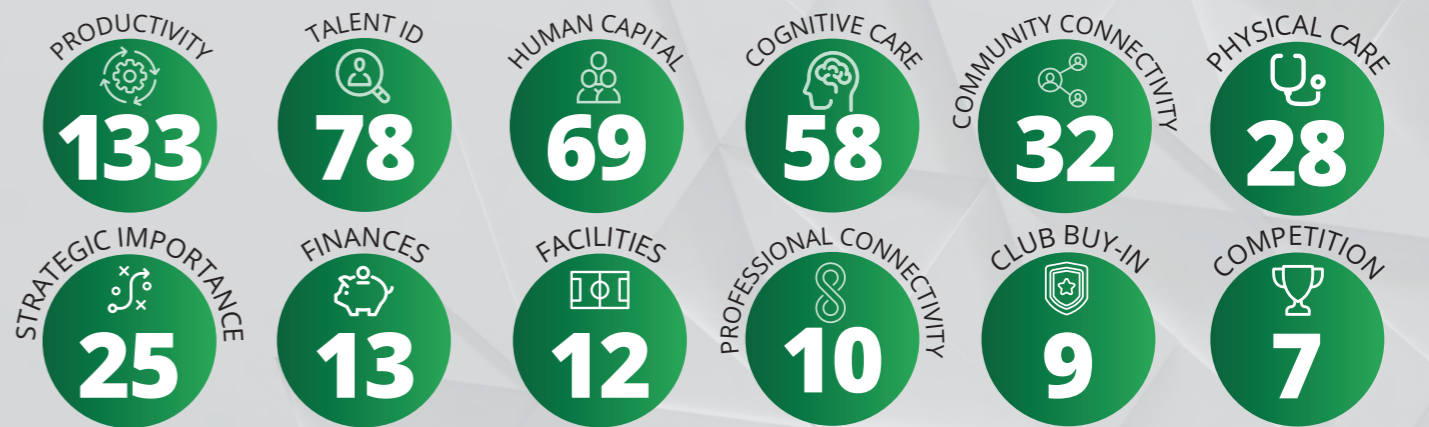 PRODUCTIVITY
133
TALENT ID
78
HUMAN CAPITAL
69
COGNITIVE CARE
58
COMMUNITY CONNECTIVITY
32
PHYSICAL CARE
28
STRATEGIC IMPORTANCE
25
FINANCES
13
FACILITIES
12
PROFESSIONAL CONNECTIVITY
10
CLUB BUY-IN
9
COMPETITION
7